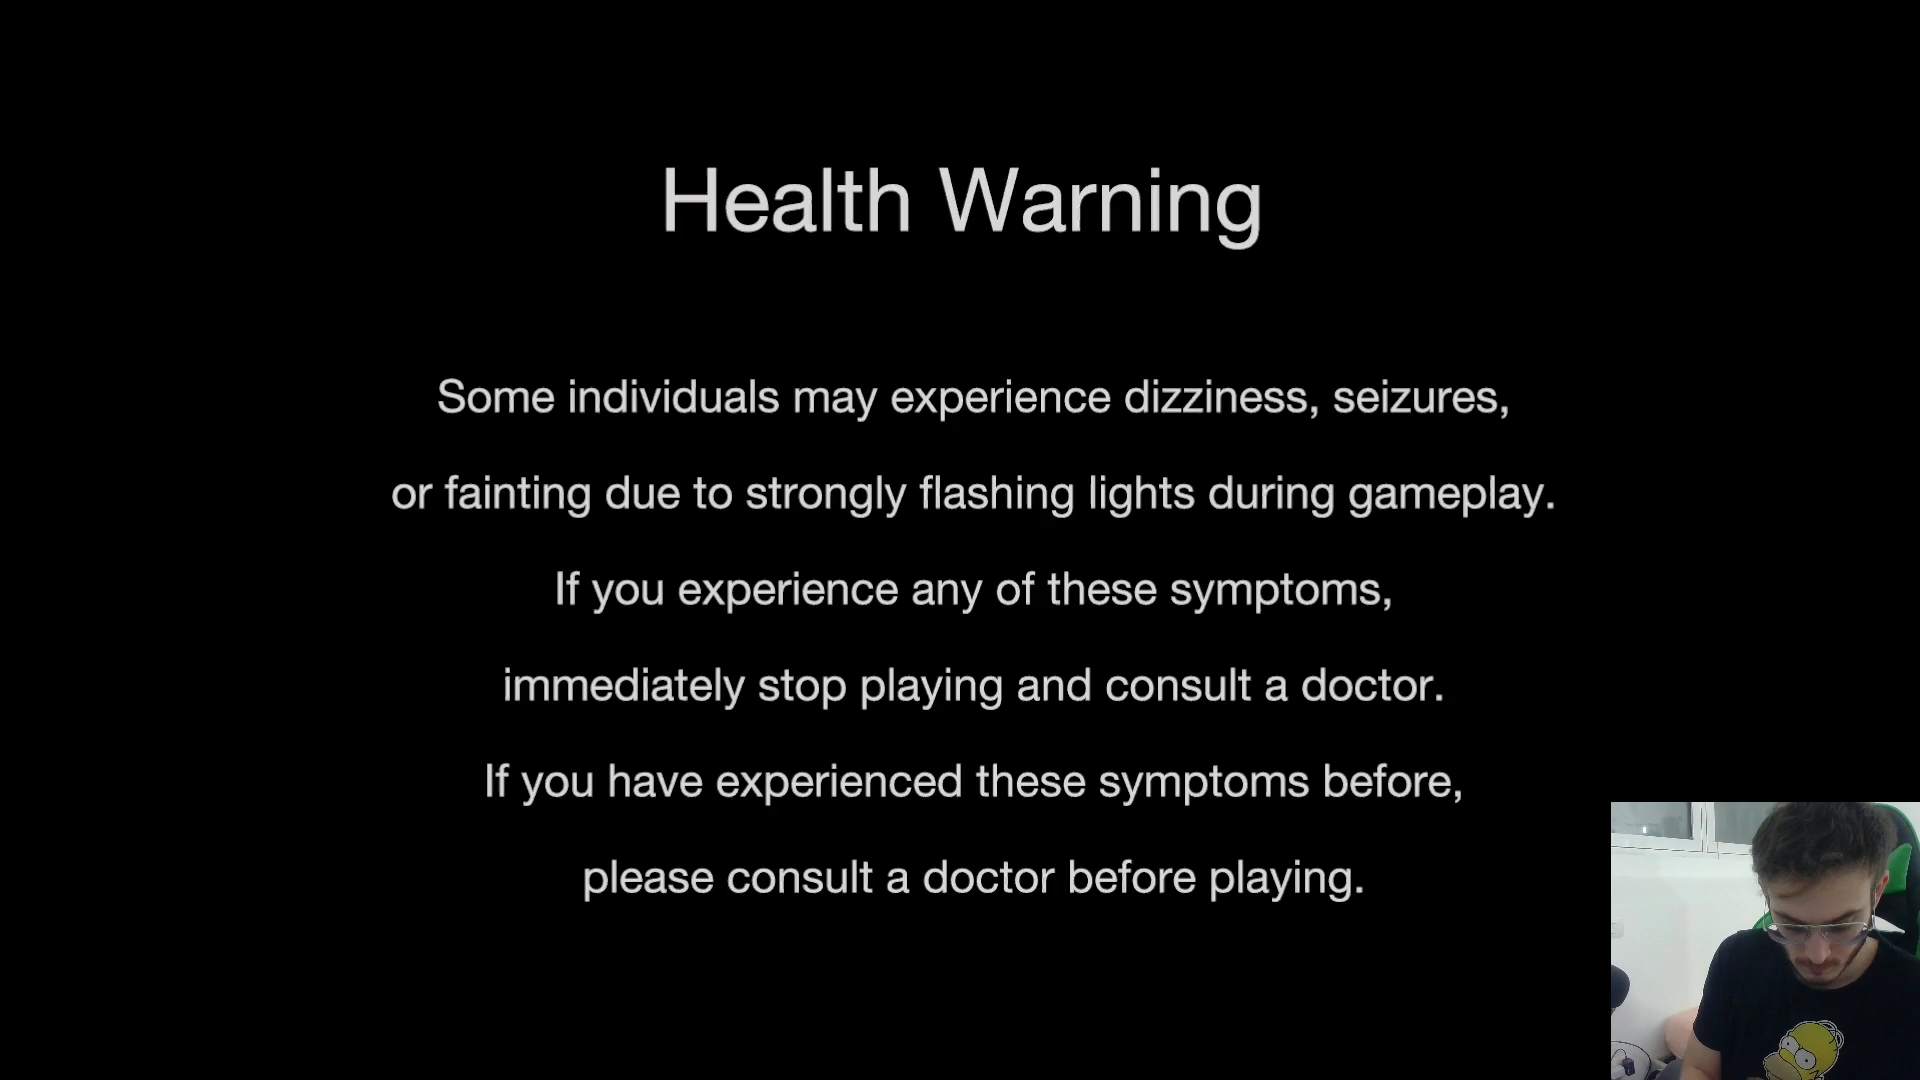 Health Warning
Some individuals may experience dizziness, seizures,
or fainting due to strongly flashing lights during gameplay.
If you experience any of these symptoms,
immediately stop playing and consult a doctor.
If you have experienced these symptoms before,
please consult a doctor before playing.